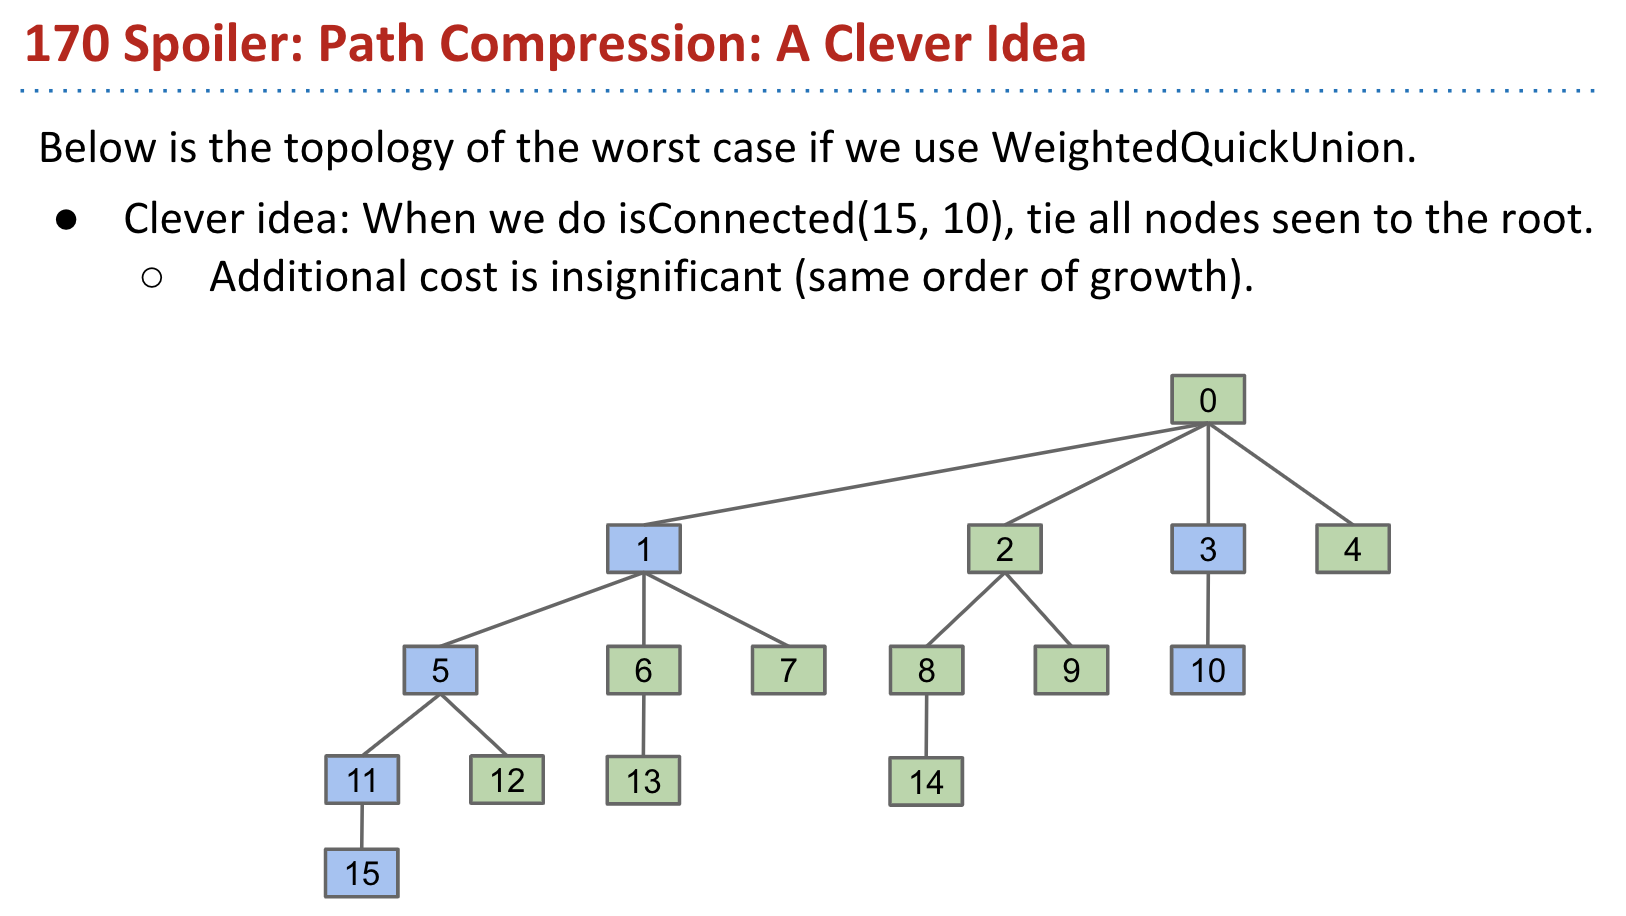 170 Spoiler: Path Compression: A Clever Idea
Below is the topology of the worst case if we use WeightedQuickUnion.
● Clever idea: When we do isConnected(15, 10), tie all nodes seen to the root.
○ Additional cost is insignificant (same order of growth).
0
1 2 3 4
5 6 7 8 9 10
11 12 13 14
15